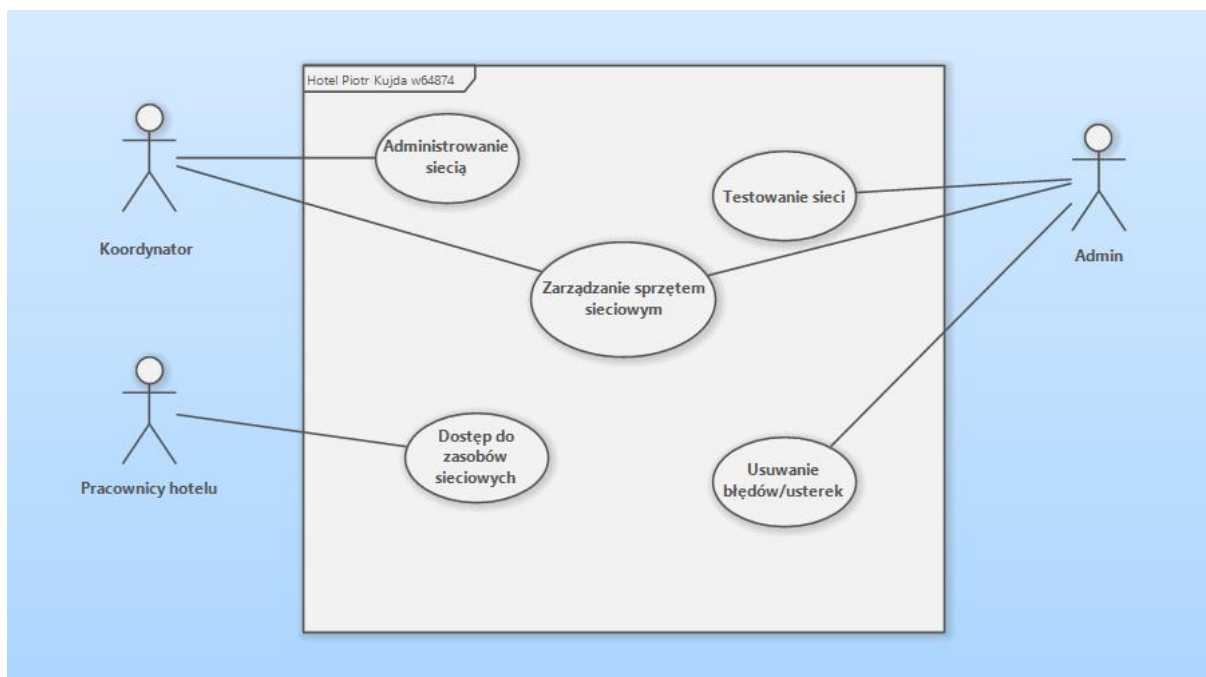 Hotel Piotr Kujda w64874
Administrowanie
siecią
Testowanie sieci
Koordynator
Admin
Zarządzanie sprzętem
sieciowym
Dostęp do
zasobów
sieciowych
Usuwanie
błędów/usterek
Pracownicy hotelu